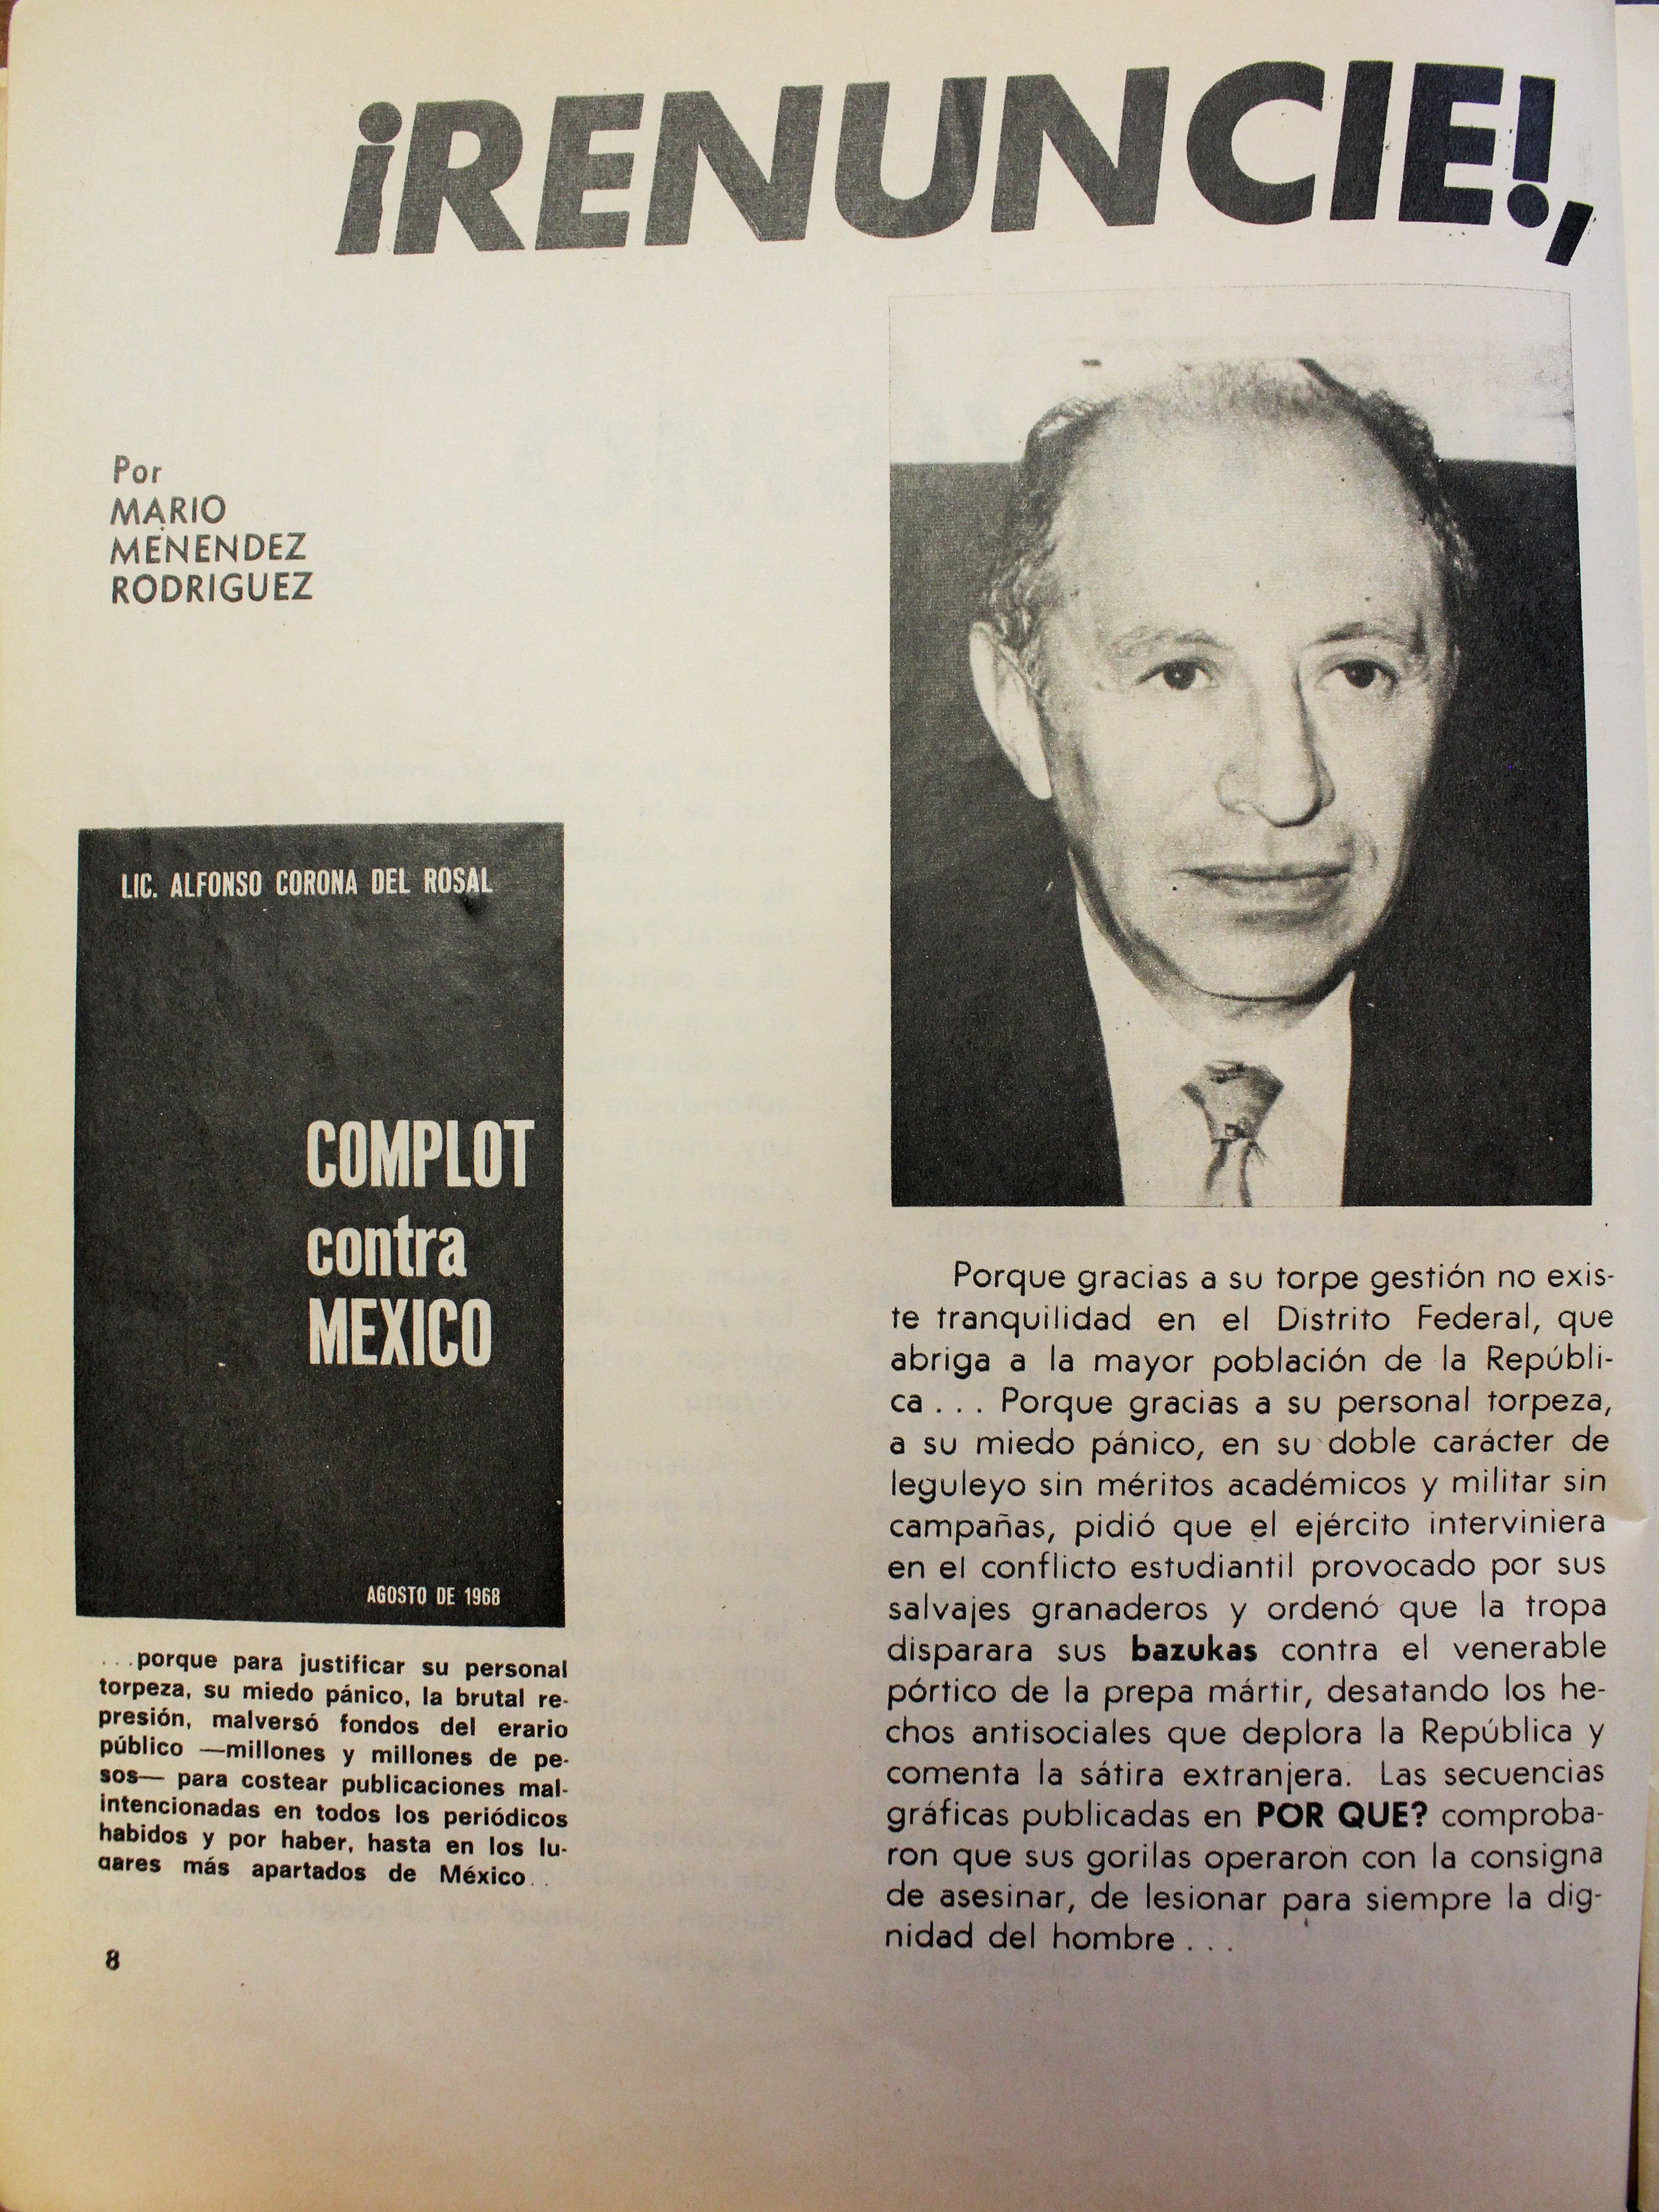 ¡RENUNCIE!,
Por
MARIO
MENENDEZ
RODRIGUEZ
LIC. ALFONSO CORONA DEL ROSAL
COMPLOT
contra
MEXICO
AGOSTO DE 1968
...porque para justificar su personal
torpeza, su miedo pánico, la brutal re-
presión, malversó fondos del erario
público —millones y millones de pe-
sos— para costear publicaciones mal-
intencionadas en todos los periódicos
habidos y por haber, hasta en los lu-
gares más apartados de México..
Porque gracias a su torpe gestión no exis-
te tranquilidad en el Distrito Federal, que
abriga a la mayor población de la Repúbli-
ca... Porque gracias a su personal torpeza,
a su miedo pánico, en su doble carácter de
leguleyo sin méritos académicos y militar sin
campañas, pidió que el ejército interviniera
en el conflicto estudiantil provocado por sus
salvajes granaderos y ordenó que la tropa
disparara sus bazukas contra el venerable
pórtico de la prepa mártir, desatando los he-
chos antisociales que deplora la República y
comenta la sátira extranjera. Las secuencias
gráficas publicadas en POR QUE? comproba-
ron que sus gorilas operaron con la consigna
de asesinar, de lesionar para siempre la dig-
nidad del hombre...
8